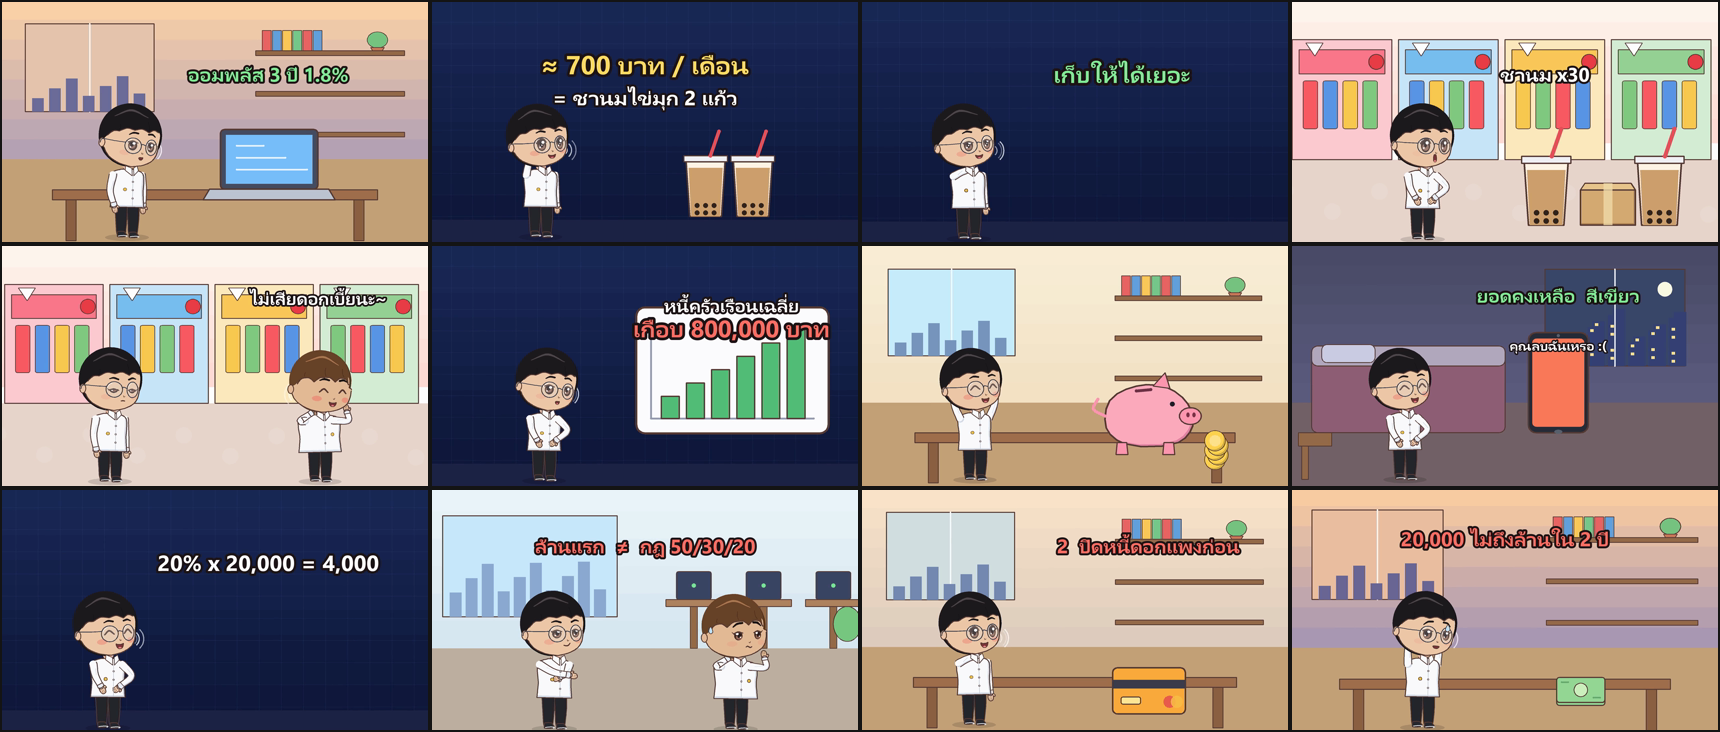 ออมพลัส 3 ปี 1.8%
≈ 700 บาท / เดือน
= ชานมไข่มุก 2 แก้ว
เก็บให้ได้เยอะ
ชานม x30
ไม่เสียดอกเบี้ยนะ~
หนี้ครัวเรือนเฉลี่ย
เกือบ 800,000 บาท
ยอดคงเหลือ สีเขียว
คุณลบฉันเหรอ :(
20% x 20,000 = 4,000
ล้านแรก ≠ กฎ 50/30/20
2 ปิดหนี้ดอกแพงก่อน
20,000 ไม่ถึงล้านใน 2 ปี